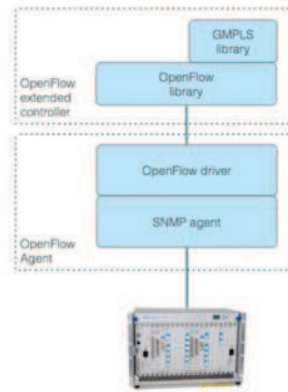 GMPLS
library
OpenFlow
extended
controller
OpenFlow
library
OpenFlow driver
SNMP agent
OpenFlow
Agent